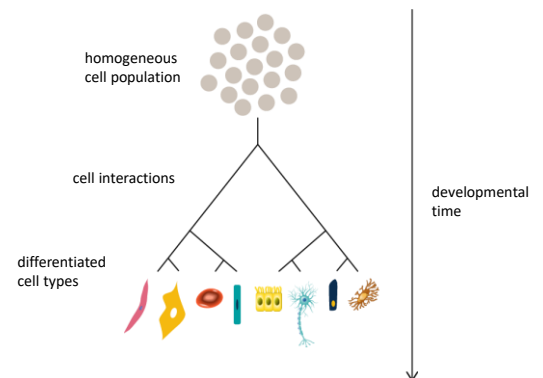 homogeneous
cell population
cell interactions
developmental
time
differentiated
cell types